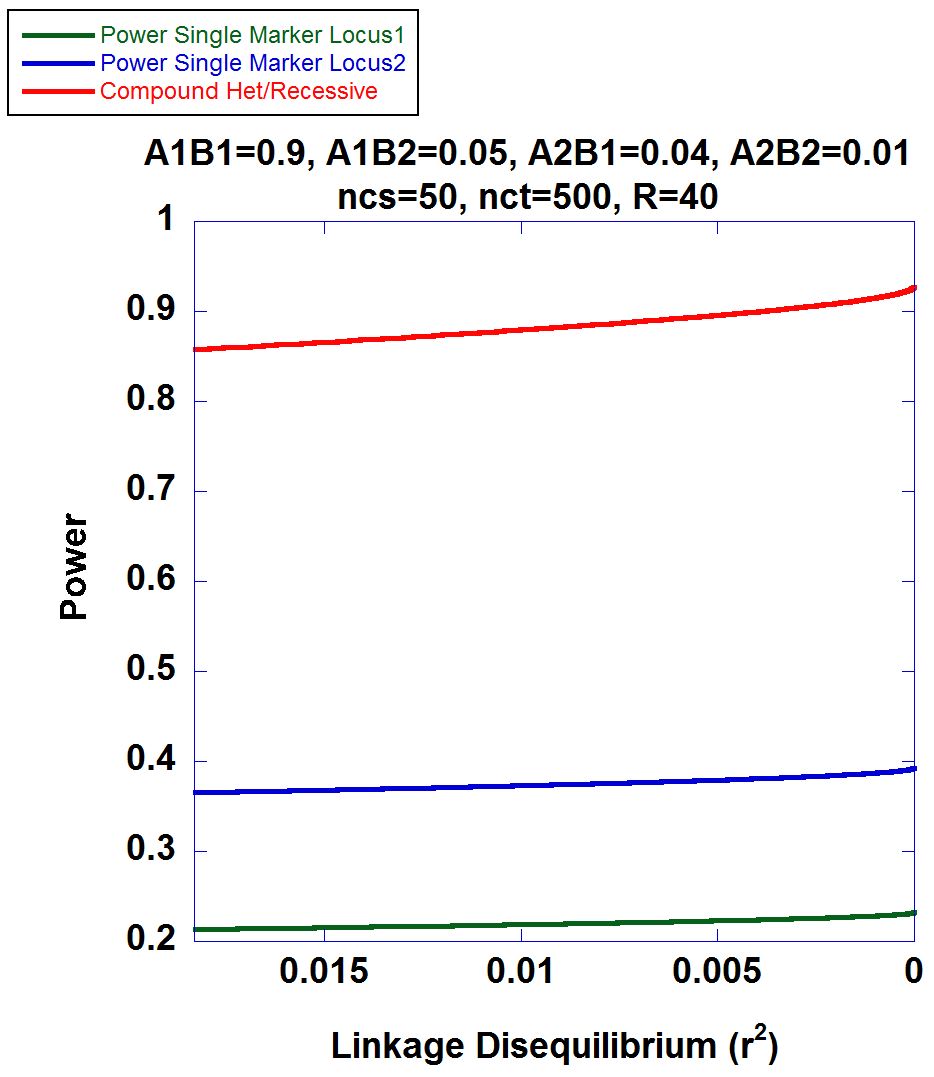 Power Single Marker Locus1
Power Single Marker Locus2
Compound Het/Recessive
A1B1=0.9, A1B2=0.05, A2B1=0.04, A2B2=0.01
ncs=50, nct=500, R=40
1
0.9
0.8
0.7
0.6
0.5
0.4
0.3
0.2
Power
0.015 0.01 0.005 0
Linkage Disequilibrium (r²)